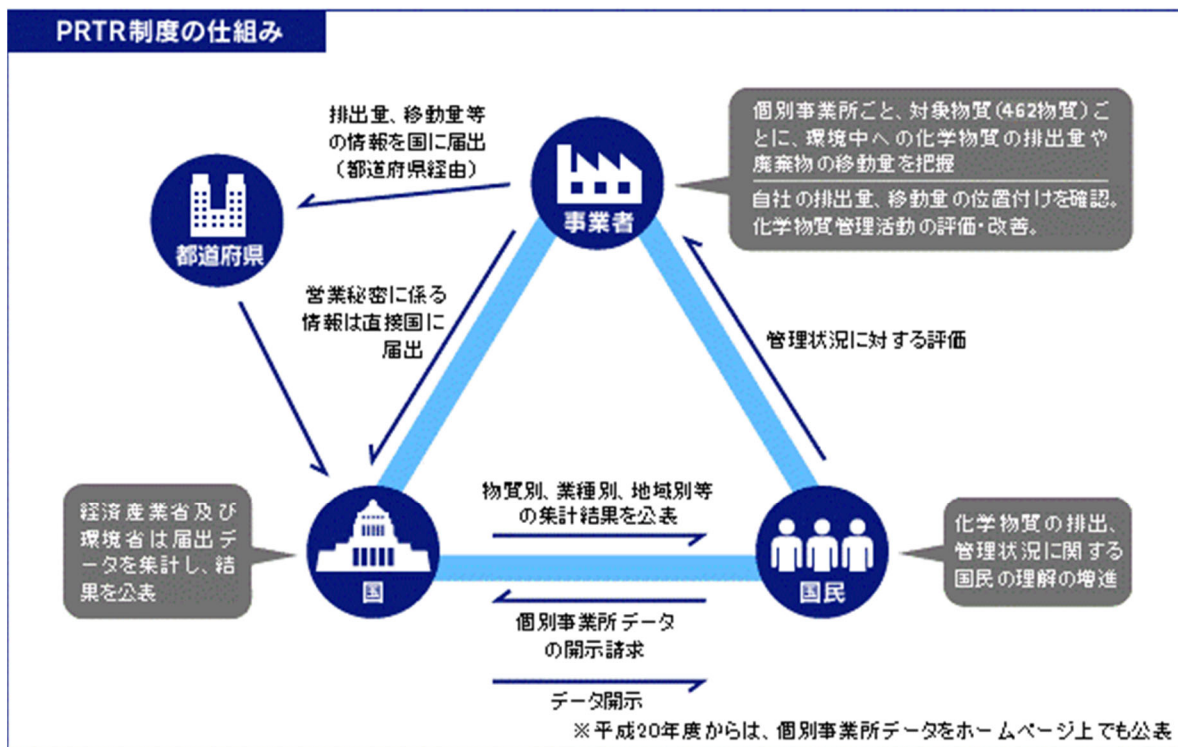 PRTR制度の仕組み
排出量、移動量等
の情報を国に届出
（都道府県経由）
事業者
個別事業所ごと、対象物質（462物質）ご
とに、環境中への化学物質の排出量や
廃棄物の移動量を把握
自社の排出量、移動量の位置付けを確認。
化学物質管理活動の評価・改善。
都道府県
営業秘密に係る
情報は直接国に
届出
管理状況に対する評価
経済産業省及び
環境省は届出デ
ータを集計し、結
果を公表
国
物質別、業種別、地域別等
の集計結果を公表
国民
化学物質の排出、
管理状況に関する
国民の理解の増進
個別事業所データ
の開示請求
データ開示
※平成20年度からは、個別事業所データをホームページ上でも公表